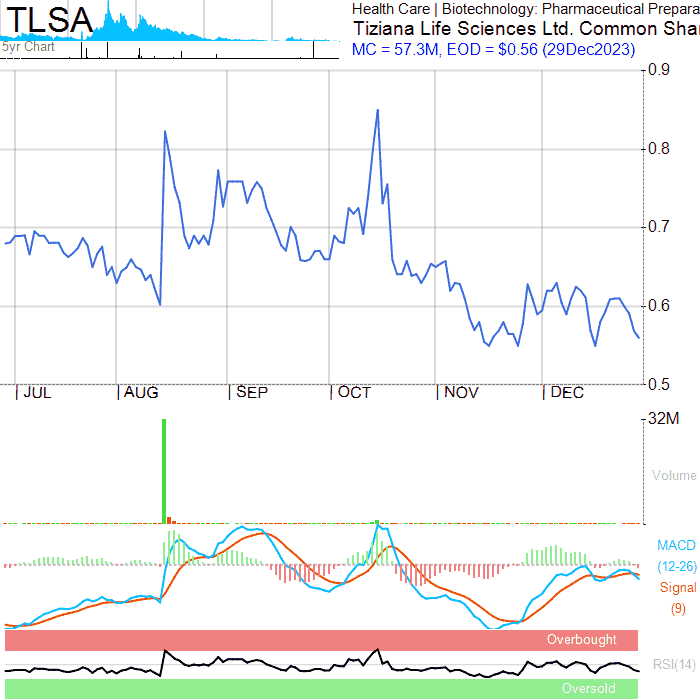 TLSA
5yr Chart
Health Care | Biotechnology: Pharmaceutical Prepara
Tiziana Life Sciences Ltd. Common Shar
MC = 57.3M, EOD = $0.56 (29Dec2023)
0.9
0.8
0.7
0.6
0.5
JUL AUG SEP OCT NOV DEC
32M
Volume
MACD
(12-26)
Signal
(9)
Overbought
RSI(14)
Oversold